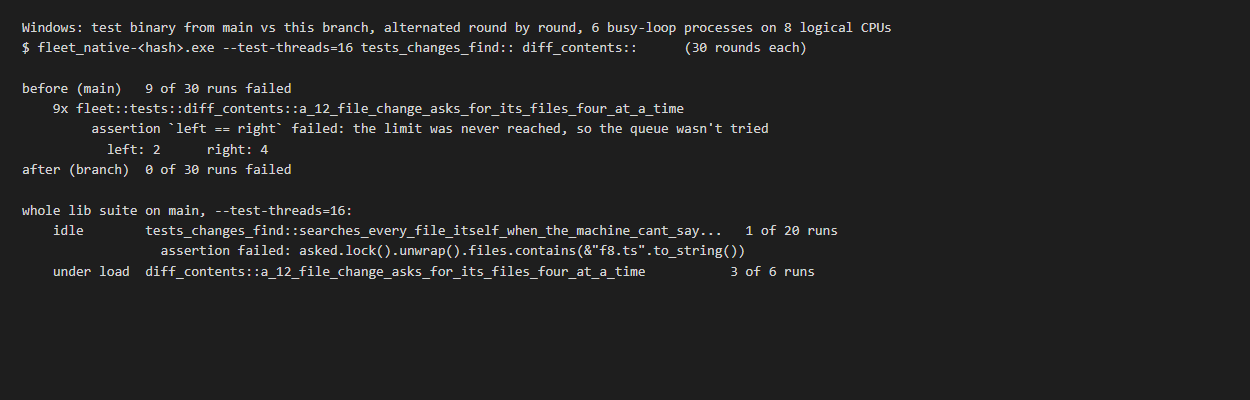 Windows: test binary from main vs this branch, alternated round by round, 6 busy-loop processes on 8 logical CPUs
$ fleet_native-<hash>.exe --test-threads=16 tests_changes_find:: diff_contents::      (30 rounds each)
before (main)   9 of 30 runs failed
9x fleet::tests::diff_contents::a_12_file_change_asks_for_its_files_four_at_a_time
assertion `left == right` failed: the limit was never reached, so the queue wasn't tried
left: 2      right: 4
after (branch)  0 of 30 runs failed
whole lib suite on main, --test-threads=16:
idle        tests_changes_find::searches_every_file_itself_when_the_machine_cant_say...   1 of 20 runs
assertion failed: asked.lock().unwrap().files.contains(&"f8.ts".to_string())
under load  diff_contents::a_12_file_change_asks_for_its_files_four_at_a_time           3 of 6 runs